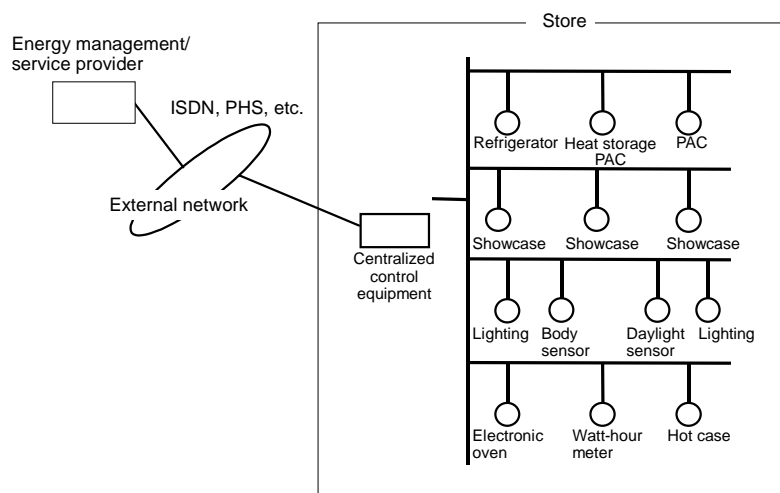 Store
Energy management/
service provider
ISDN, PHS, etc.
External network
Centralized
control
equipment
Refrigerator
Heat storage
PAC
PAC
Showcase
Showcase
Showcase
Lighting
Body
sensor
Daylight
sensor
Lighting
Electronic
oven
Watt-hour
meter
Hot case